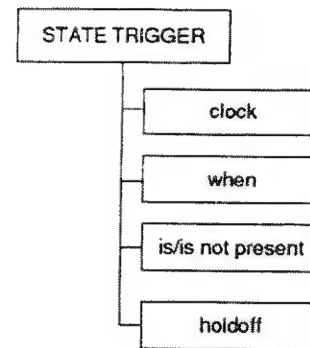 STATE TRIGGER
clock
when
is/is not present
holdoff